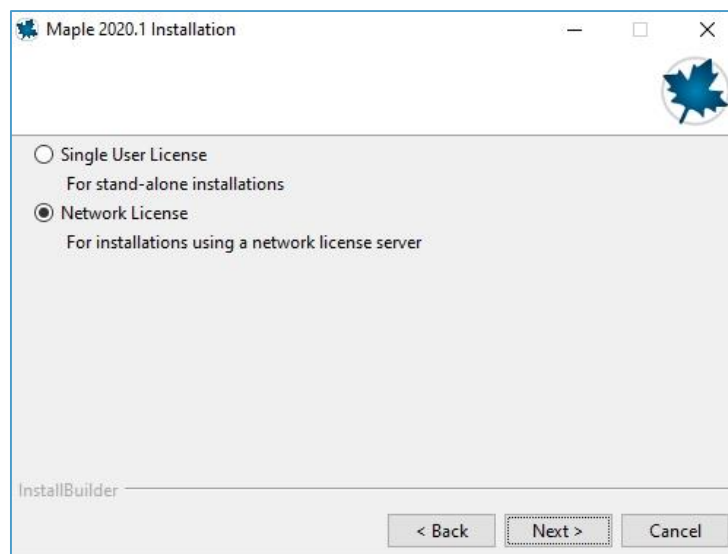 Maple 2020.1 Installation
Single User License
For stand-alone installations
Network License
For installations using a network license server
InstallBuilder
< Back Next > Cancel